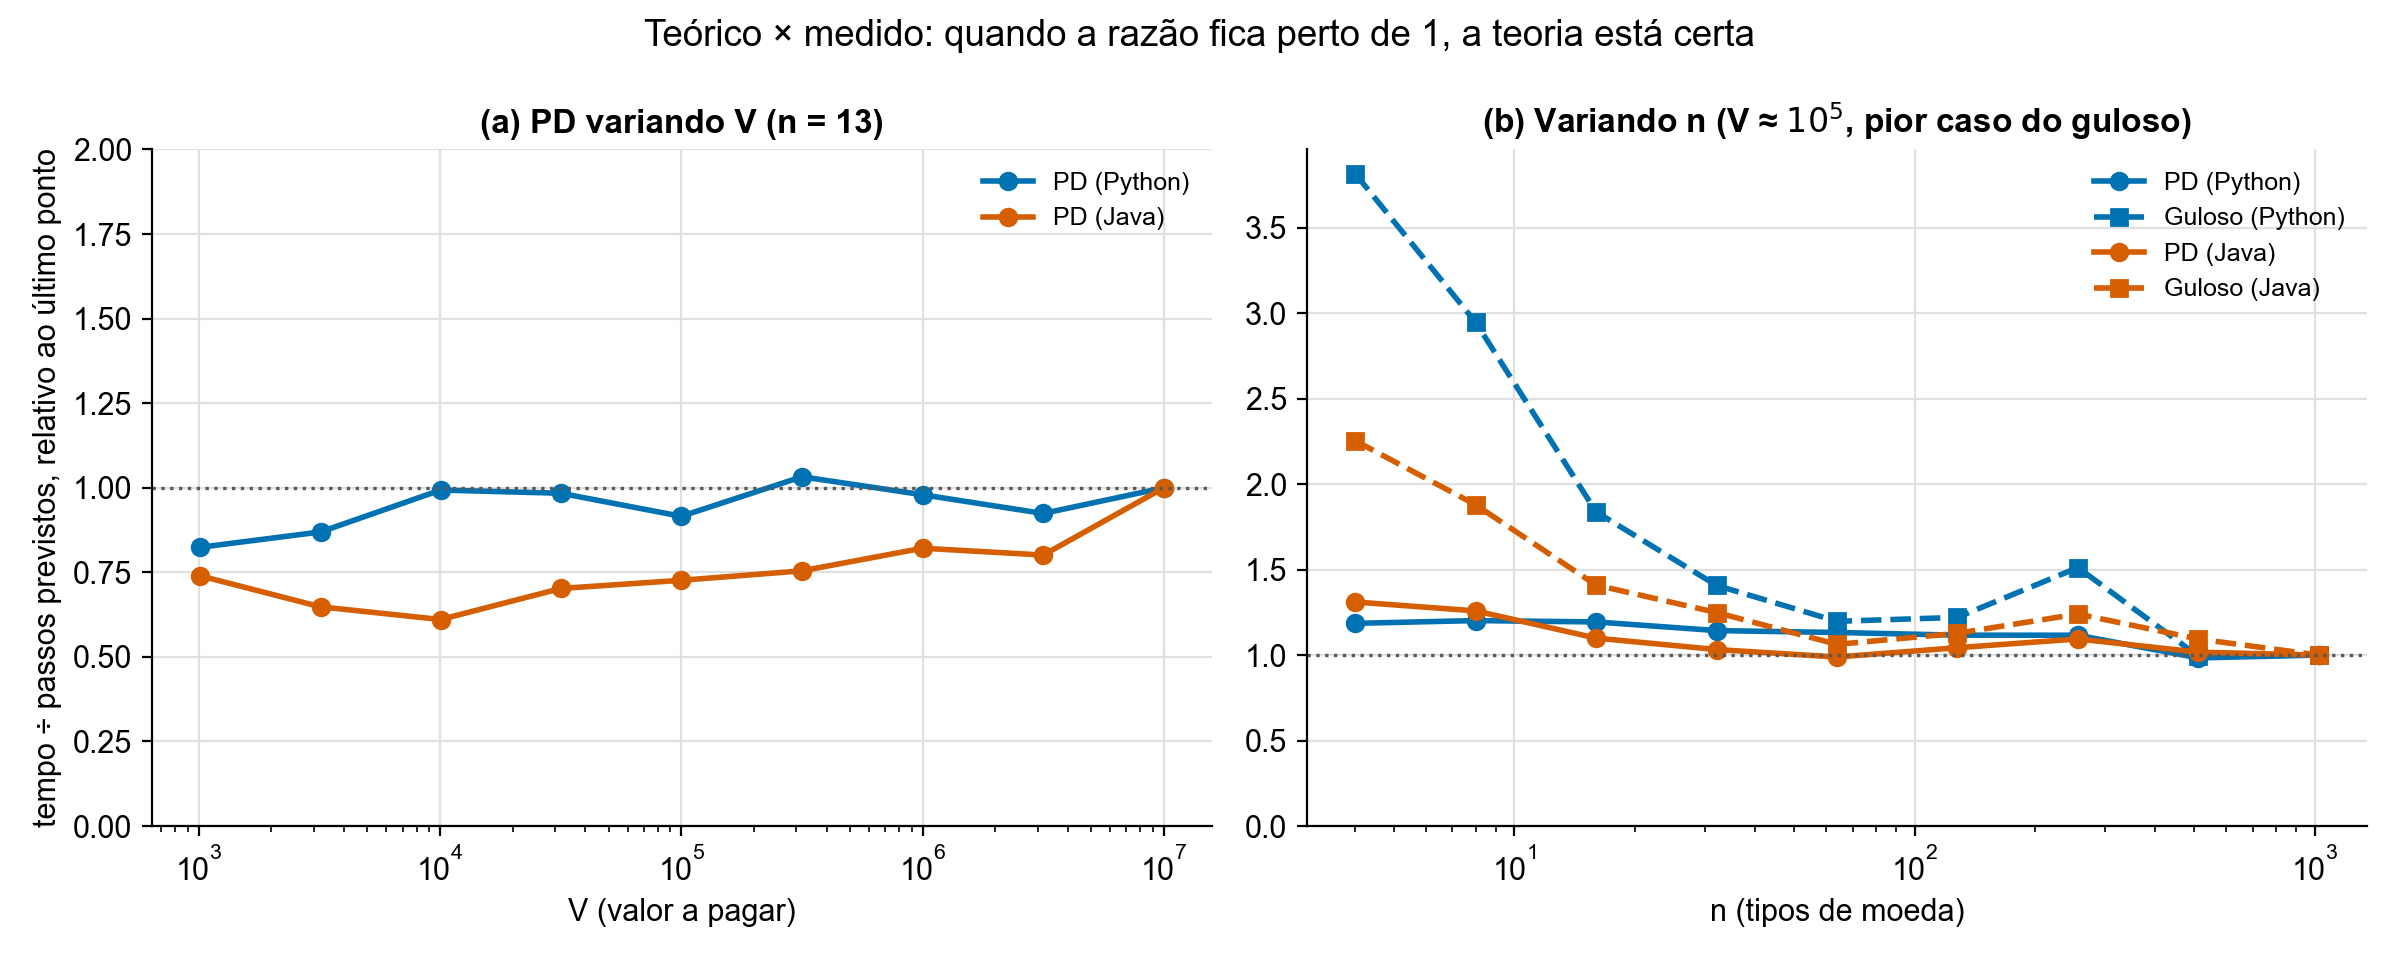 Teórico × medido: quando a razão fica perto de 1, a teoria está certa
(a) PD variando V (n = 13)
tempo ÷ passos previstos, relativo ao último ponto
2.00
1.75
1.50
1.25
1.00
0.75
0.50
0.25
0.00
PD (Python)
PD (Java)
10³
10⁴
10⁵
10⁶
10⁷
V (valor a pagar)
(b) Variando n (V ≈ 10⁵, pior caso do guloso)
3.5
3.0
2.5
2.0
1.5
1.0
0.5
0.0
PD (Python)
Guloso (Python)
PD (Java)
Guloso (Java)
10¹
10²
10³
n (tipos de moeda)